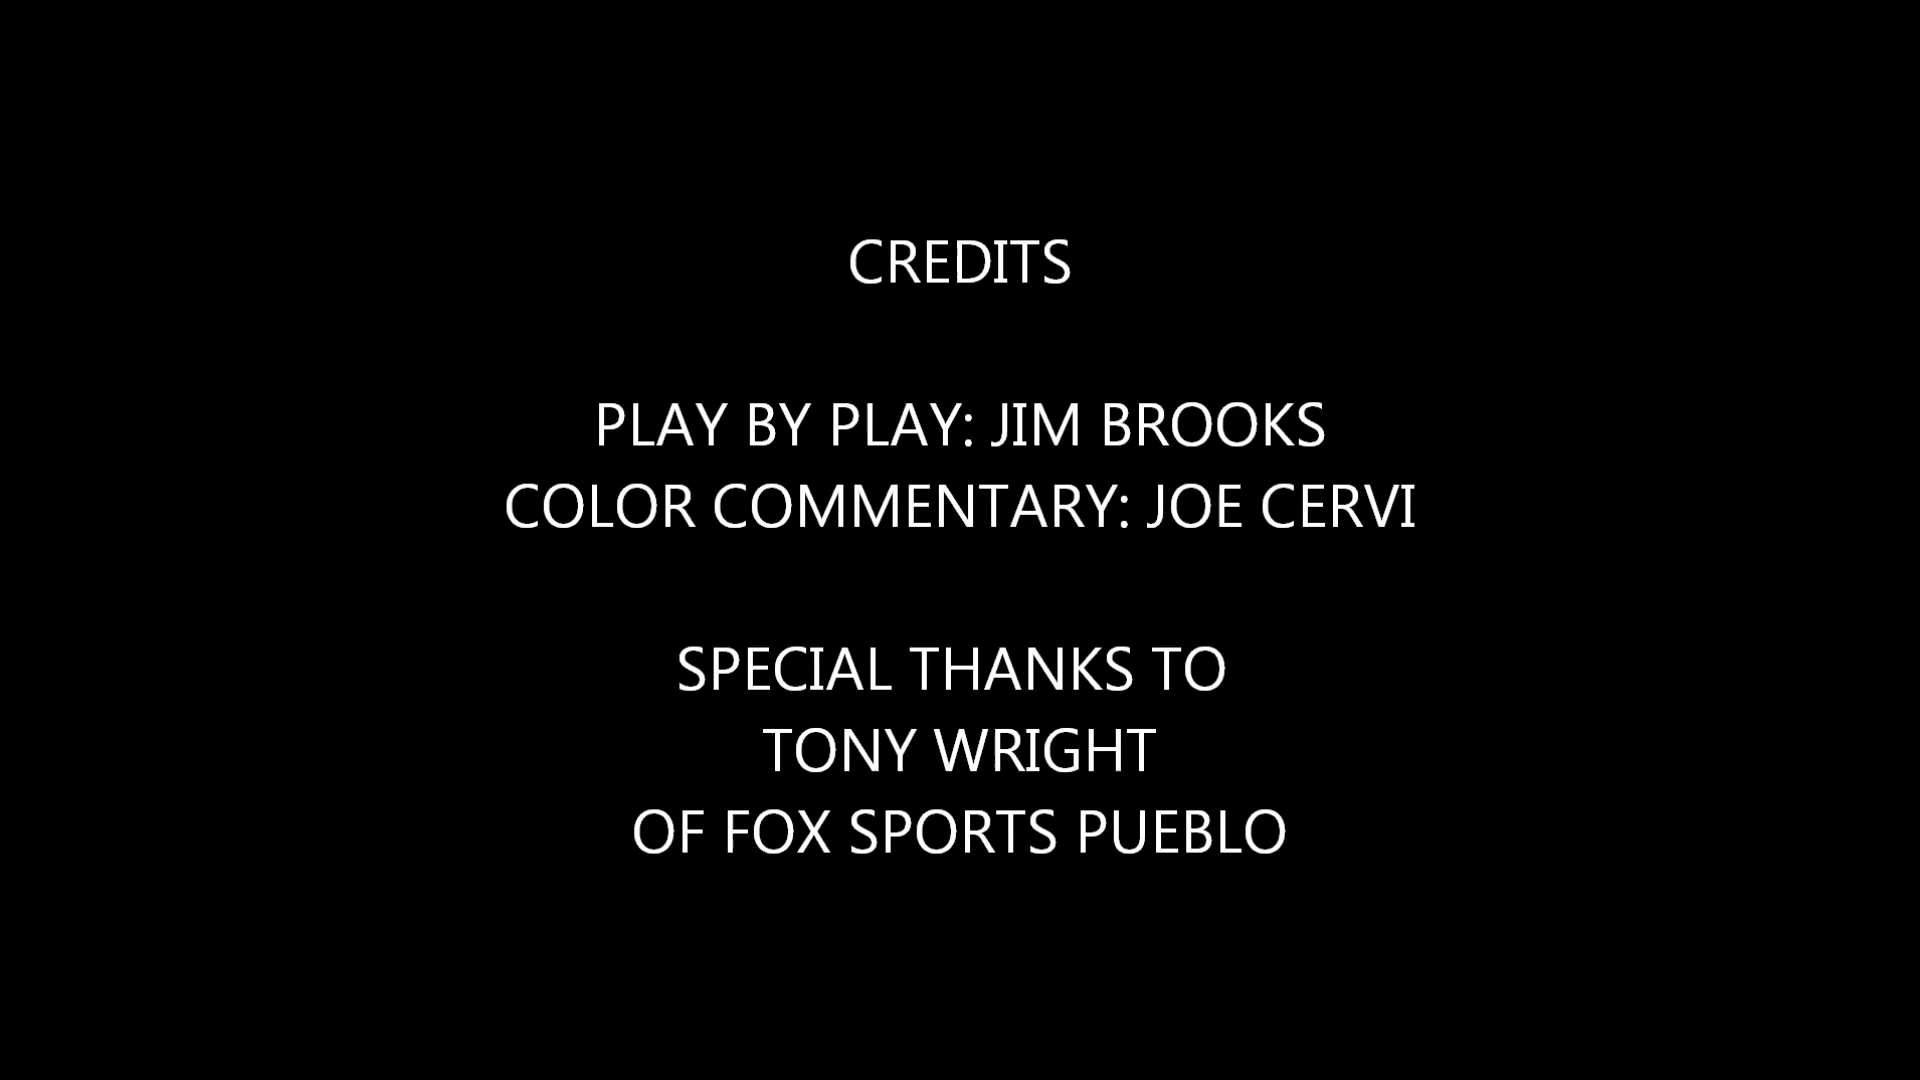 CREDITS
PLAY BY PLAY: JIM BROOKS
COLOR COMMENTARY: JOE CERVI
SPECIAL THANKS TO
TONY WRIGHT
OF FOX SPORTS PUEBLO